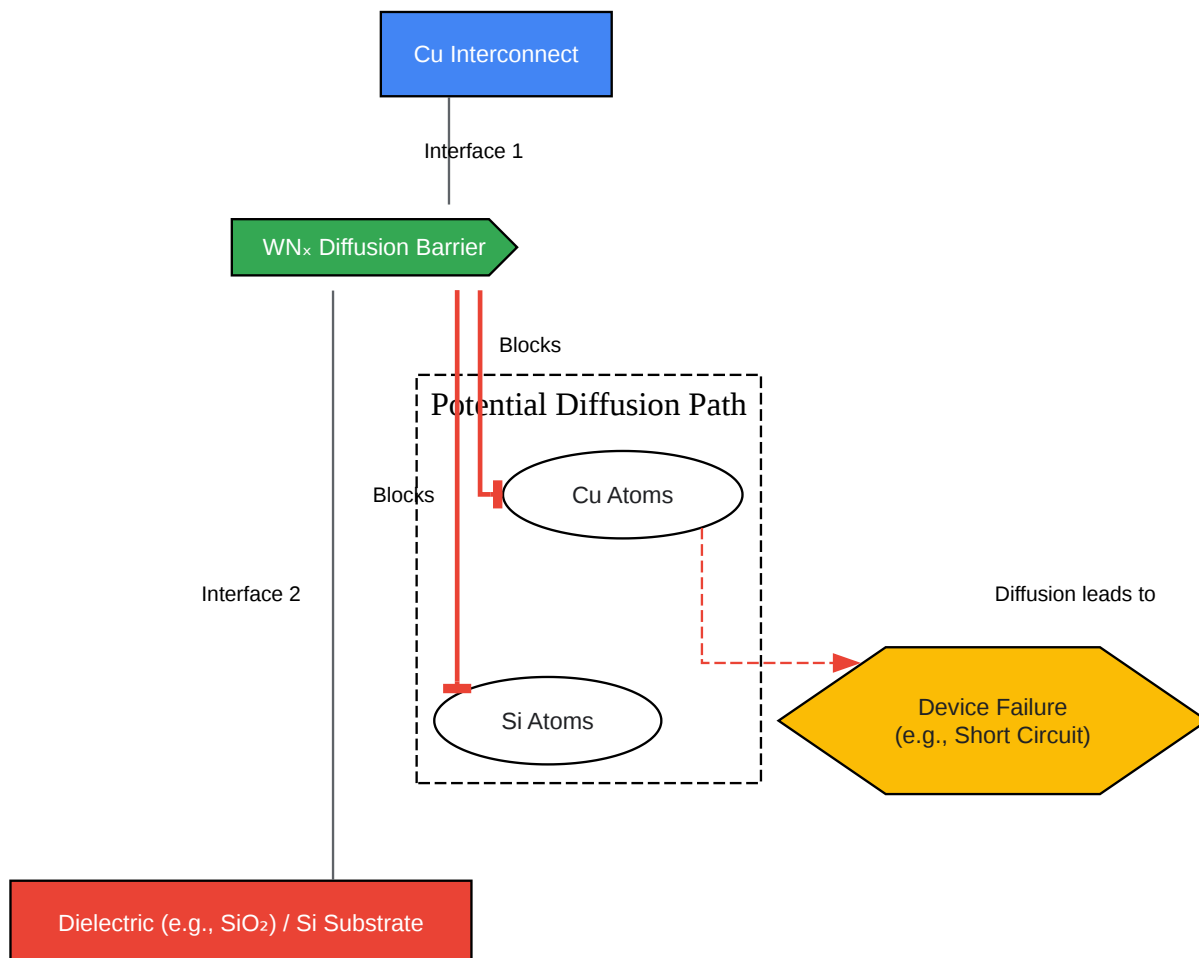 Cu Interconnect
Interface 1
WNₓ Diffusion Barrier
Blocks
Potential Diffusion Path
Cu Atoms
Blocks
Interface 2
Diffusion leads to
Si Atoms
Device Failure
(e.g., Short Circuit)
Dielectric (e.g., SiO₂) / Si Substrate